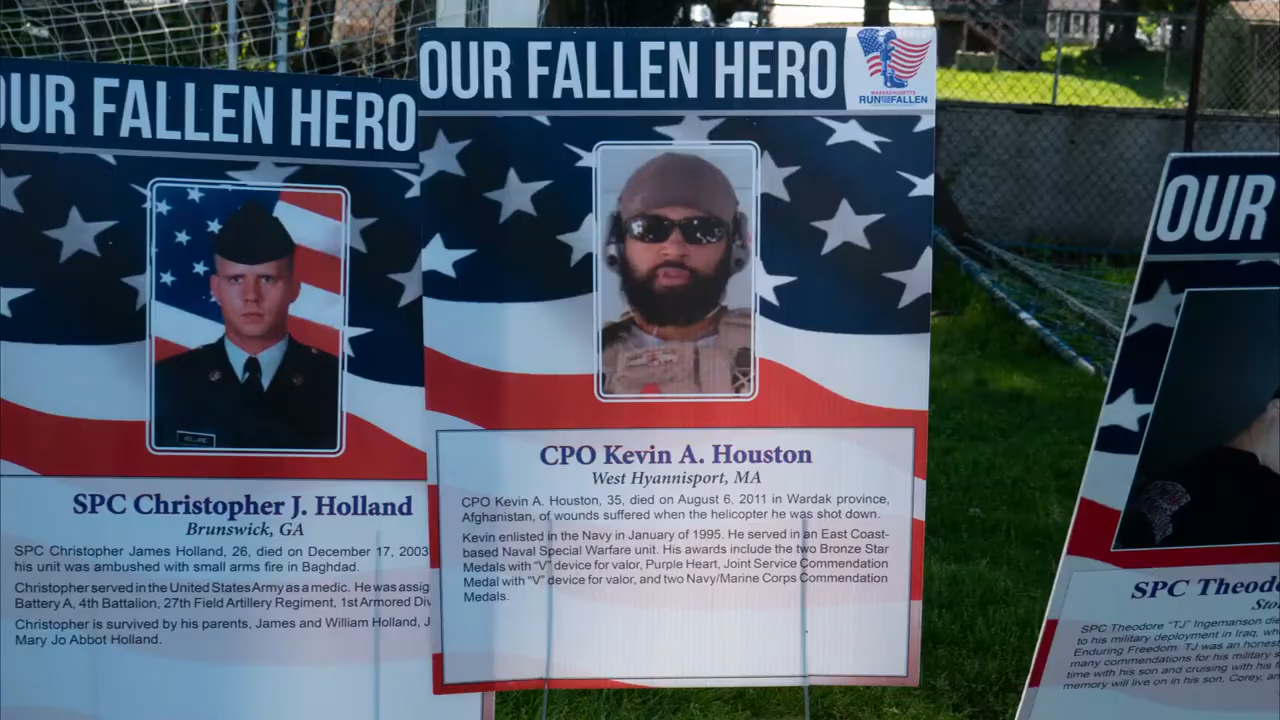 OUR FALLEN HERO
SPC Christopher J. Holland
Brunswick, GA
SPC Christopher James Holland, 26, died on December 17, 2003
his unit was ambushed with small arms fire in Baghdad.
Christopher served in the United States Army as a medic. He was assig
Battery A, 4th Battalion, 27th Field Artillery Regiment, 1st Armored Div
Christopher is survived by his parents, James and William Holland, J
Mary Jo Abbot Holland.
HOLLAND
OUR FALLEN HERO
MASSACHUSETTS
RUN FOR THE FALLEN
CPO Kevin A. Houston
West Hyannisport, MA
CPO Kevin A. Houston, 35, died on August 6, 2011 in Wardak province,
Afghanistan, of wounds suffered when the helicopter he was shot down.
Kevin enlisted in the Navy in January of 1995. He served in an East Coast-
based Naval Special Warfare unit. His awards include the two Bronze Star
Medals with “V” device for valor, Purple Heart, Joint Service Commendation
Medal with “V” device for valor, and two Navy/Marine Corps Commendation
Medals.
OUR
SPC Theod
SPC Theodore “TJ” Ingemanson die
to his military deployment in Iraq, wh
Enduring Freedom. TJ was an hones
many commendations for his military s
time with his son and cruising with his f
memory will live on in his son, Corey, an